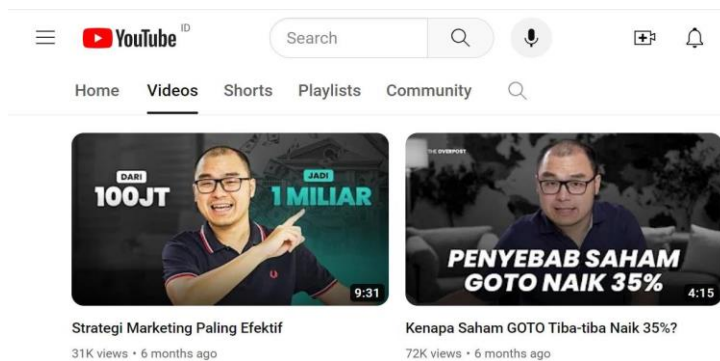 YouTube ID
Search
Home Videos Shorts Playlists Community
DARI
100JT
JADI
1 MILIAR
9:31
THE OVERPOST
PENYEBAB SAHAM
GOTO NAIK 35%
4:15
Strategi Marketing Paling Efektif
31K views • 6 months ago
Kenapa Saham GOTO Tiba-tiba Naik 35%?
72K views • 6 months ago